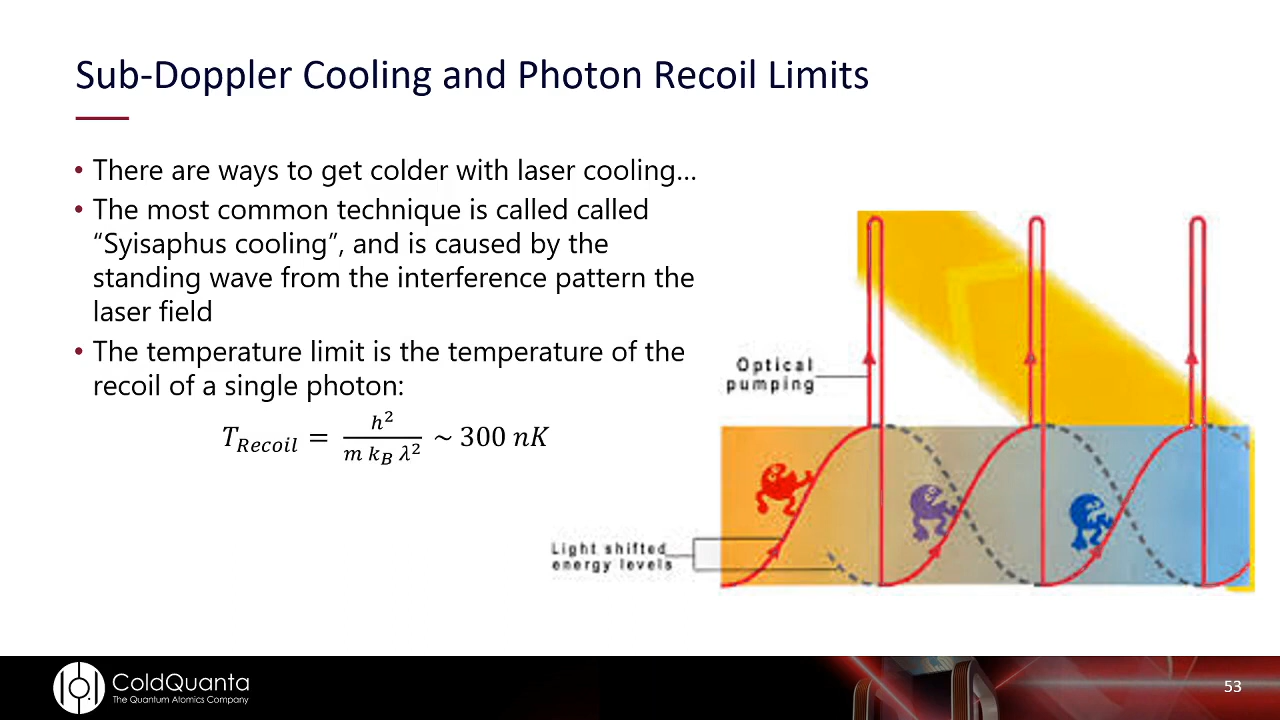 Sub-Doppler Cooling and Photon Recoil Limits
• There are ways to get colder with laser cooling…
• The most common technique is called called
“Syisaphus cooling”, and is caused by the
standing wave from the interference pattern the
laser field
• The temperature limit is the temperature of the
recoil of a single photon:
T_Recoil = h² / (m k_B λ²) ~ 300 nK
Optical
pumping
Light shifted
energy levels
ColdQuanta
The Quantum Atomics Company
53